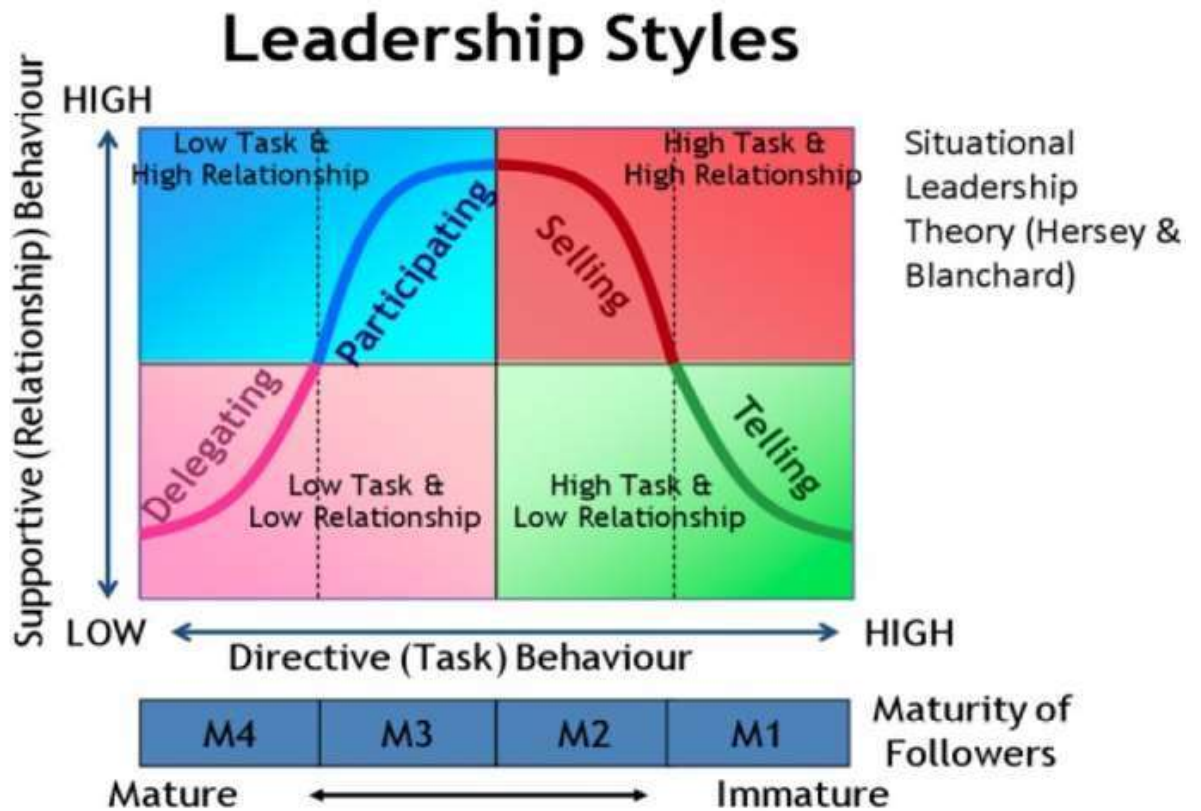 Leadership Styles
HIGH
Supportive (Relationship) Behaviour
Low Task &
High Relationship
High Task &
High Relationship
Participating
Selling
Situational
Leadership
Theory (Hersey &
Blanchard)
Delegating
Low Task &
Low Relationship
High Task &
Low Relationship
Telling
LOW
HIGH
Directive (Task) Behaviour
M4
M3
M2
M1
Maturity of
Followers
Mature
Immature